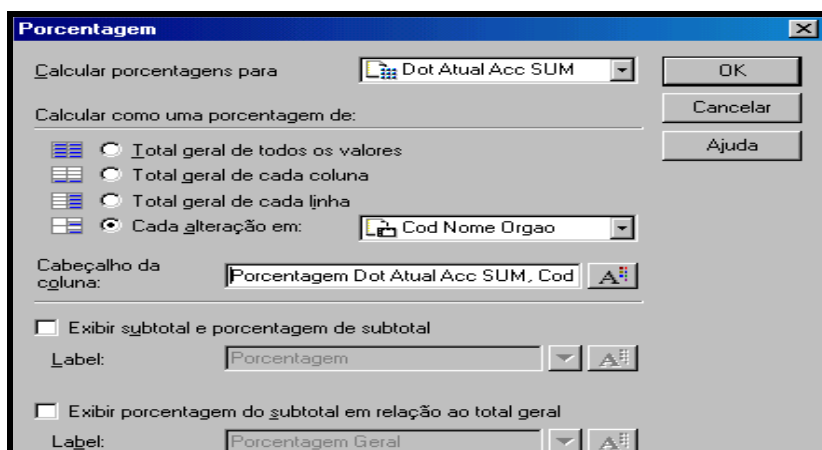 Porcentagem
Calcular porcentagens para
Dot Atual Acc SUM
OK
Cancelar
Ajuda
Calcular como uma porcentagem de:
Total geral de todos os valores
Total geral de cada coluna
Total geral de cada linha
Cada alteração em:
Cod Nome Orgao
Cabeçalho da
coluna:
Porcentagem Dot Atual Acc SUM, Cod
A
Exibir subtotal e porcentagem de subtotal
Label:
Porcentagem
A
Exibir porcentagem do subtotal em relação ao total geral
Label:
Porcentagem Geral
A